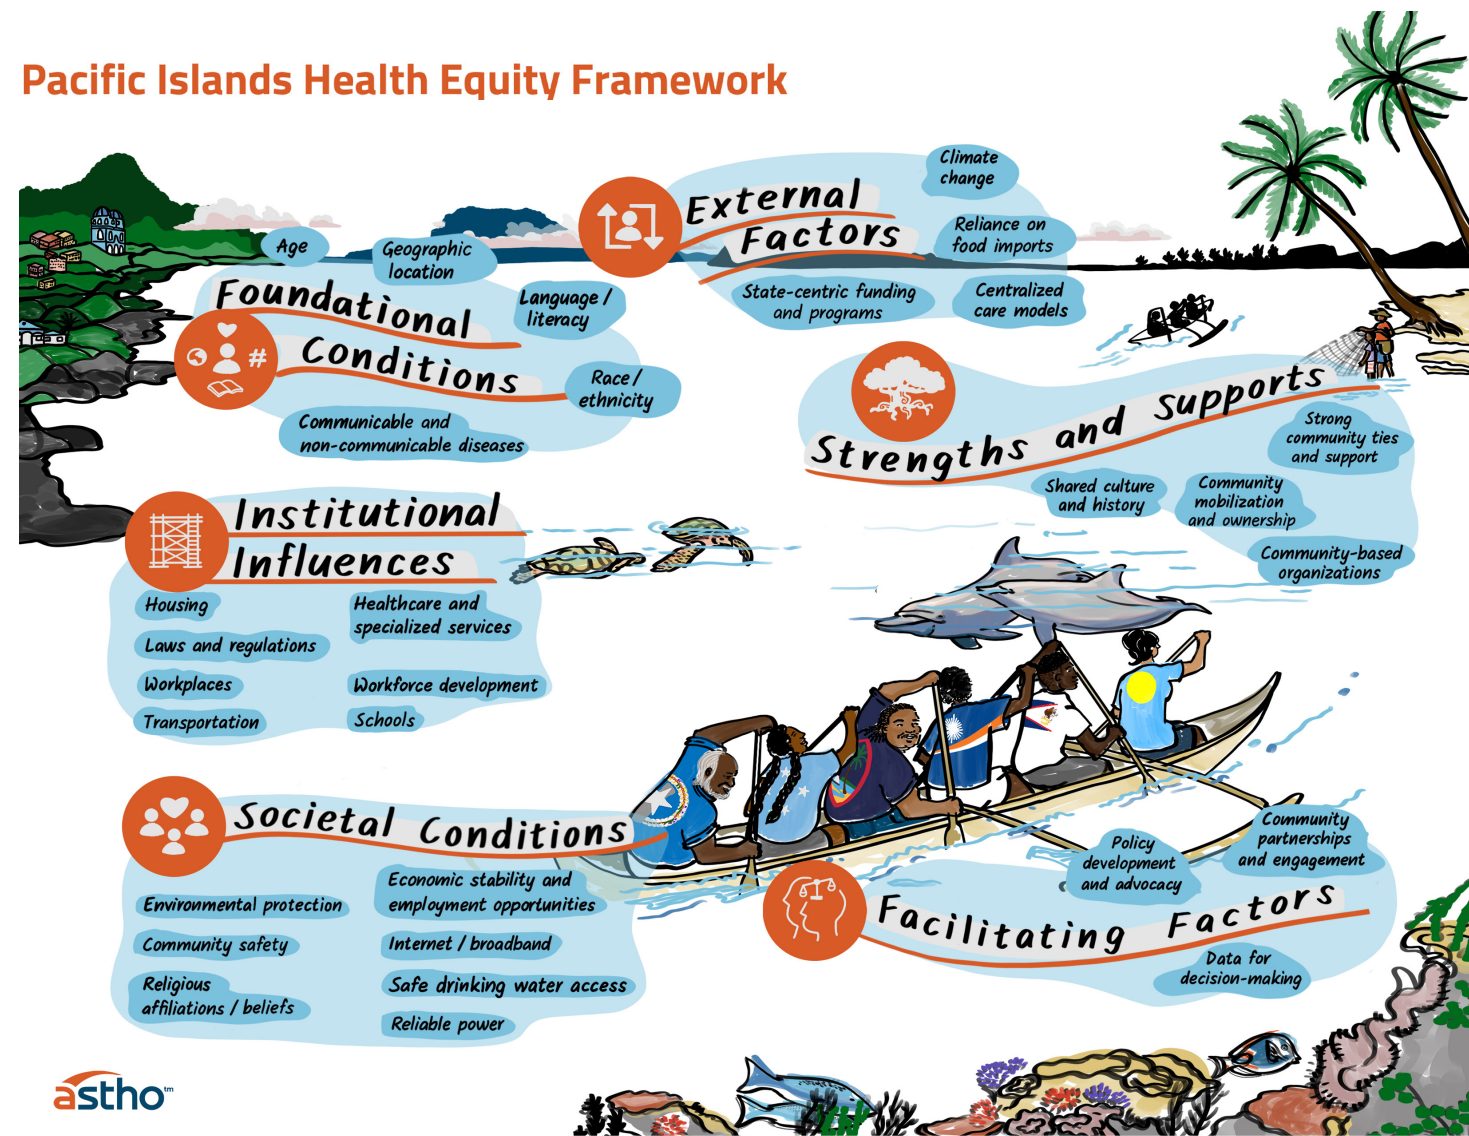 Pacific Islands Health Equity Framework
External
Factors
Climate
change
Reliance on
food imports
State-centric funding
and programs
Centralized
care models
Foundational
Conditions
Age
Geographic
location
Language /
literacy
Race /
ethnicity
Communicable and
non-communicable diseases
#
Strengths and Supports
Strong
community ties
and support
Shared culture
and history
Community
mobilization
and ownership
Community-based
organizations
Institutional
Influences
Housing
Laws and regulations
Workplaces
Transportation
Healthcare and
specialized services
Workforce development
Schools
Societal Conditions
Environmental protection
Community safety
Religious
affiliations / beliefs
Economic stability and
employment opportunities
Internet / broadband
Safe drinking water access
Reliable power
Facilitating Factors
Policy
development
and advocacy
Community
partnerships
and engagement
Data for
decision-making
astho™